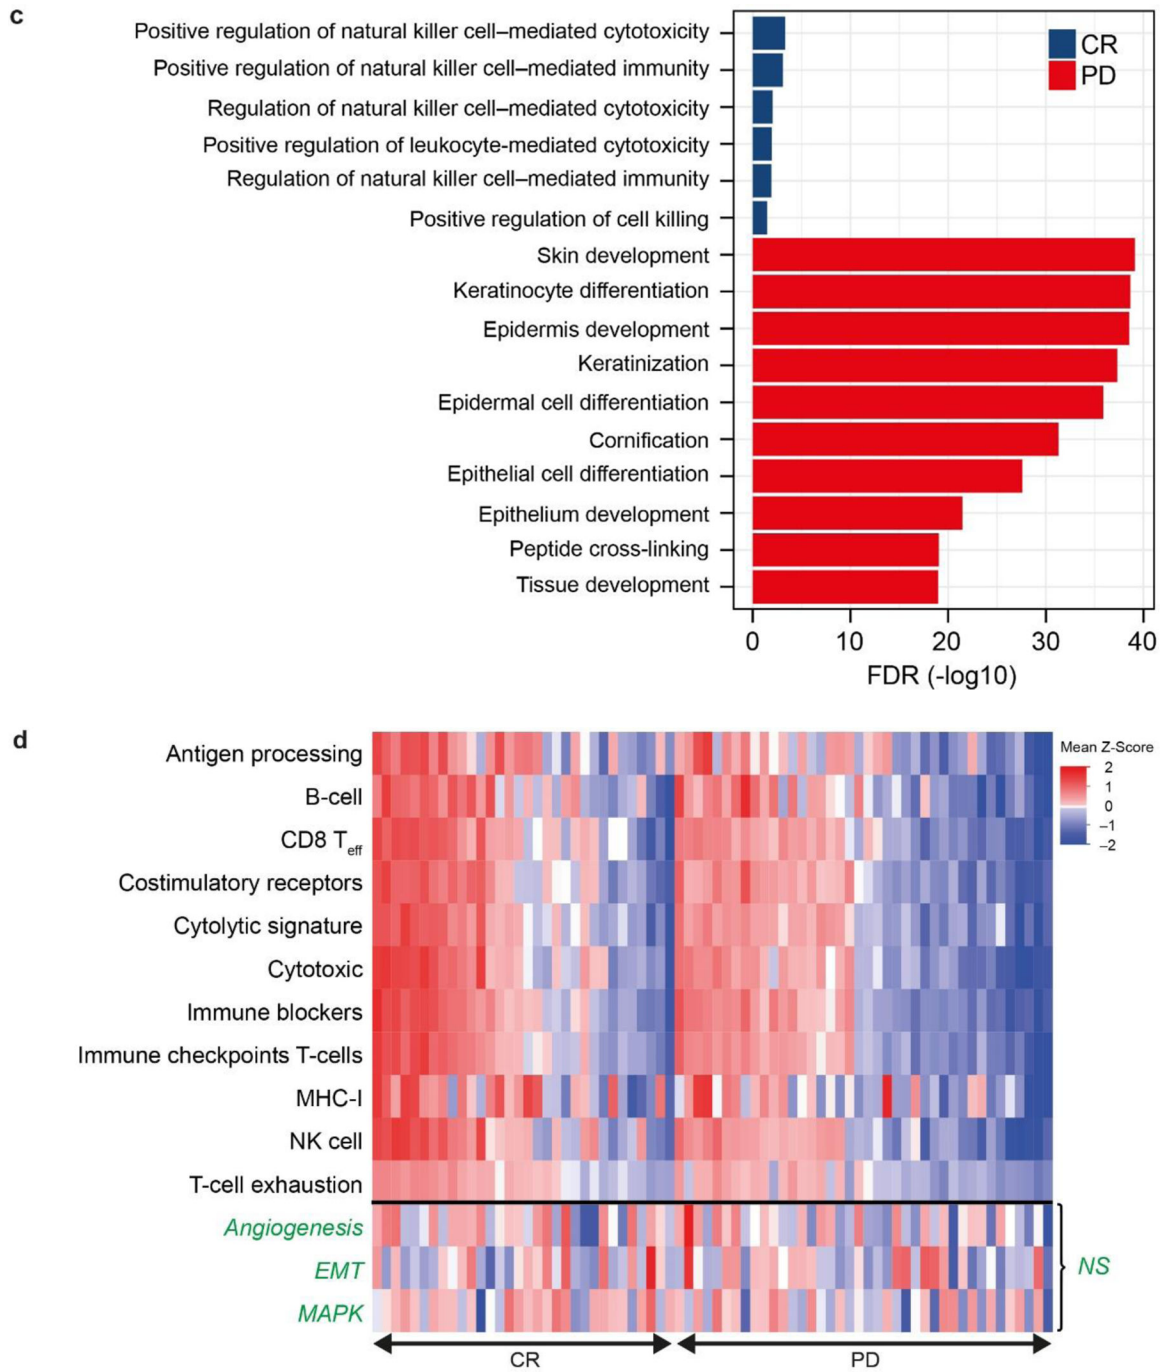 c
Positive regulation of natural killer cell–mediated cytotoxicity
Positive regulation of natural killer cell–mediated immunity
Regulation of natural killer cell–mediated cytotoxicity
Positive regulation of leukocyte-mediated cytotoxicity
Regulation of natural killer cell–mediated immunity
Positive regulation of cell killing
Skin development
Keratinocyte differentiation
Epidermis development
Keratinization
Epidermal cell differentiation
Cornification
Epithelial cell differentiation
Epithelium development
Peptide cross-linking
Tissue development
CR
PD
0 10 20 30 40
FDR (-log10)
d
Antigen processing
B-cell
CD8 Teff
Costimulatory receptors
Cytolytic signature
Cytotoxic
Immune blockers
Immune checkpoints T-cells
MHC-I
NK cell
T-cell exhaustion
Angiogenesis
EMT
MAPK
Mean Z-Score
2
1
0
–1
–2
NS
CR PD